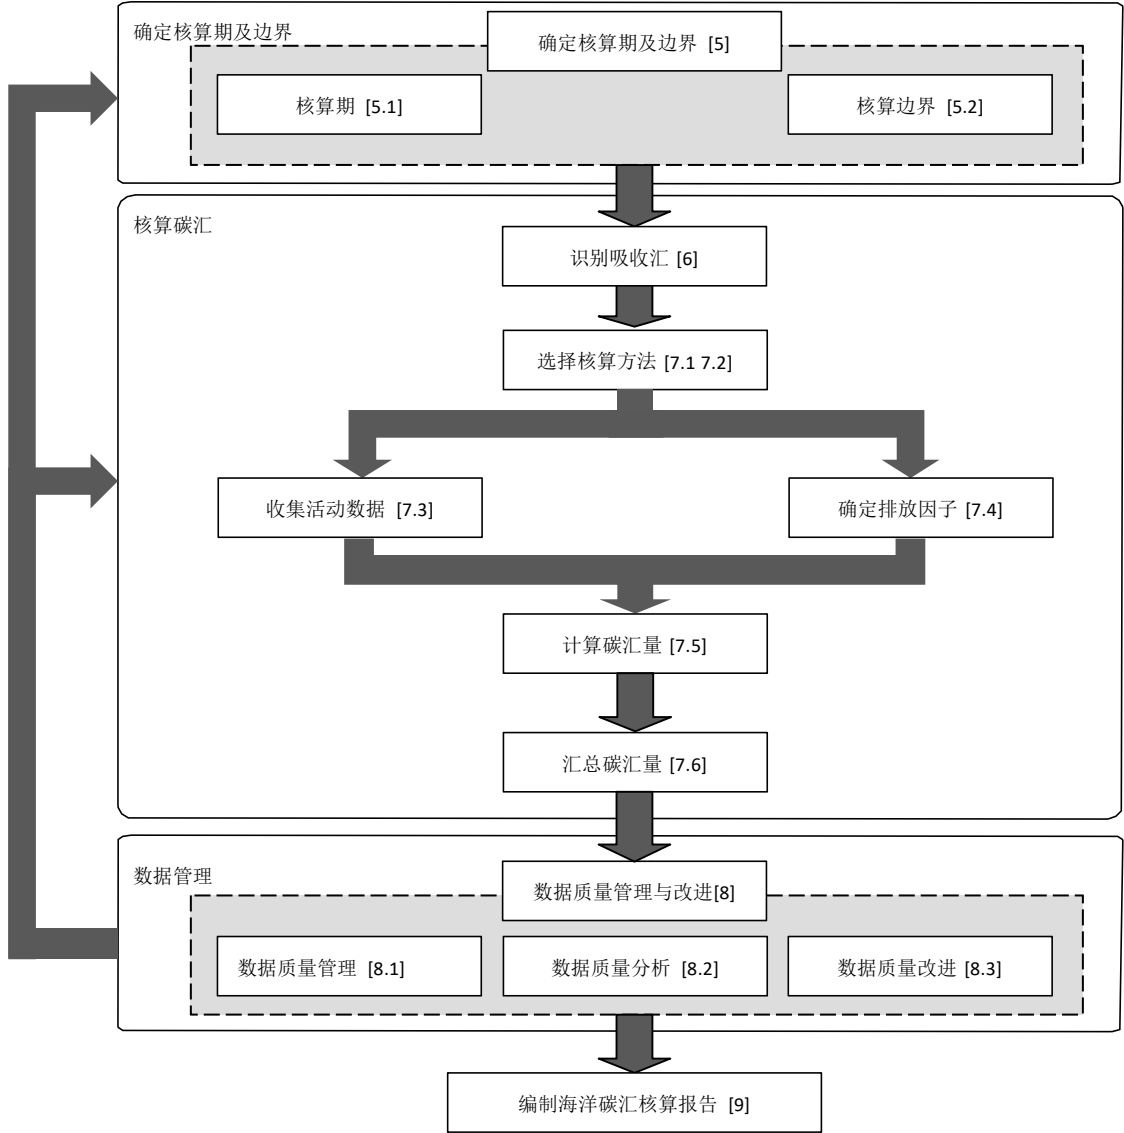 确定核算期及边界
确定核算期及边界 [5]
核算期 [5.1]
核算边界 [5.2]
核算碳汇
识别吸收汇 [6]
选择核算方法 [7.1 7.2]
收集活动数据 [7.3]
确定排放因子 [7.4]
计算碳汇量 [7.5]
汇总碳汇量 [7.6]
数据管理
数据质量管理与改进[8]
数据质量管理 [8.1]
数据质量分析 [8.2]
数据质量改进 [8.3]
编制海洋碳汇核算报告 [9]